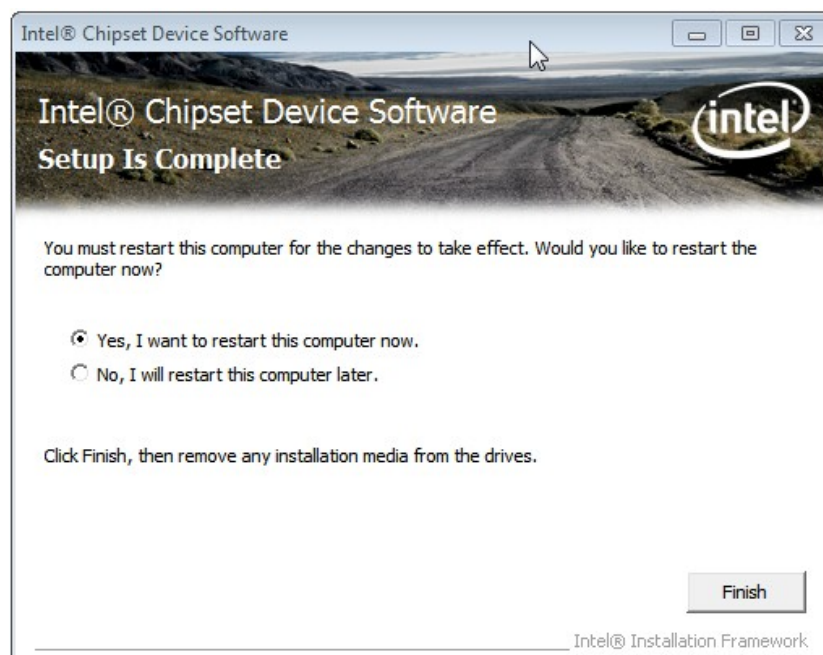 Intel® Chipset Device Software
Intel® Chipset Device Software
intel
Setup Is Complete
You must restart this computer for the changes to take effect. Would you like to restart the
computer now?
Yes, I want to restart this computer now.
No, I will restart this computer later.
Click Finish, then remove any installation media from the drives.
Finish
Intel® Installation Framework